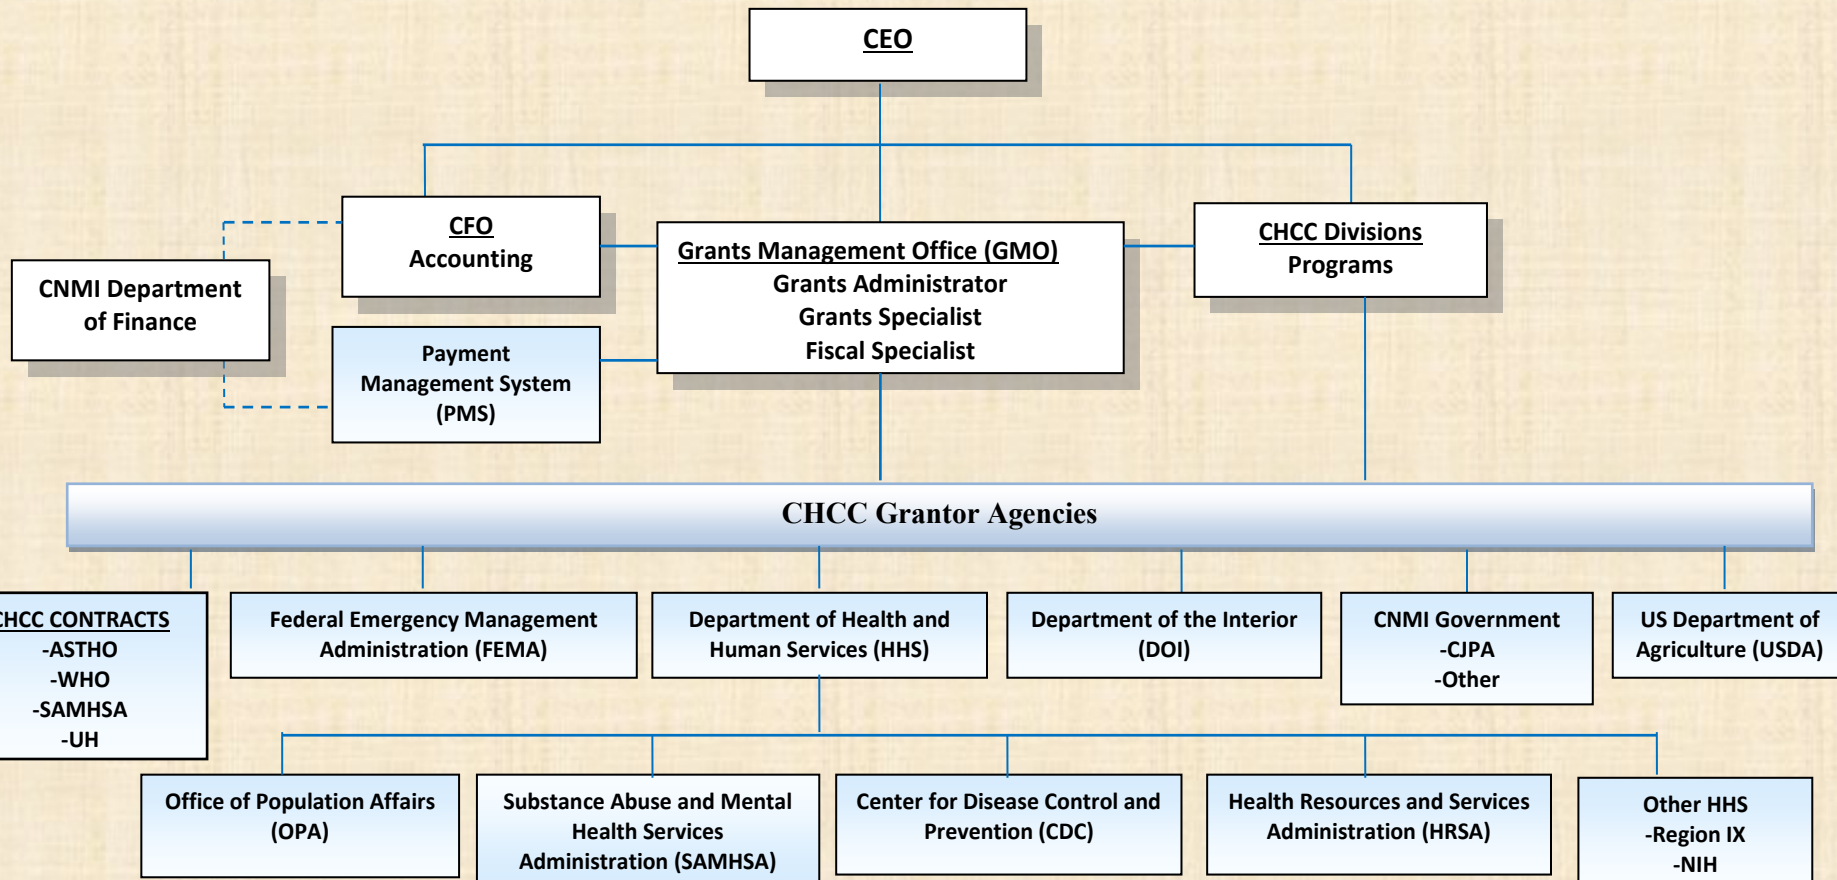 CEO
CFO
Accounting
Grants Management Office (GMO)
Grants Administrator
Grants Specialist
Fiscal Specialist
CHCC Divisions
Programs
CNMI Department
of Finance
Payment
Management System
(PMS)
CHCC Grantor Agencies
CHCC CONTRACTS
-ASTHO
-WHO
-SAMHSA
-UH
Federal Emergency Management
Administration (FEMA)
Department of Health and
Human Services (HHS)
Department of the Interior
(DOI)
CNMI Government
-CJPA
-Other
US Department of
Agriculture (USDA)
Office of Population Affairs
(OPA)
Substance Abuse and Mental
Health Services
Administration (SAMHSA)
Center for Disease Control and
Prevention (CDC)
Health Resources and Services
Administration (HRSA)
Other HHS
-Region IX
-NIH